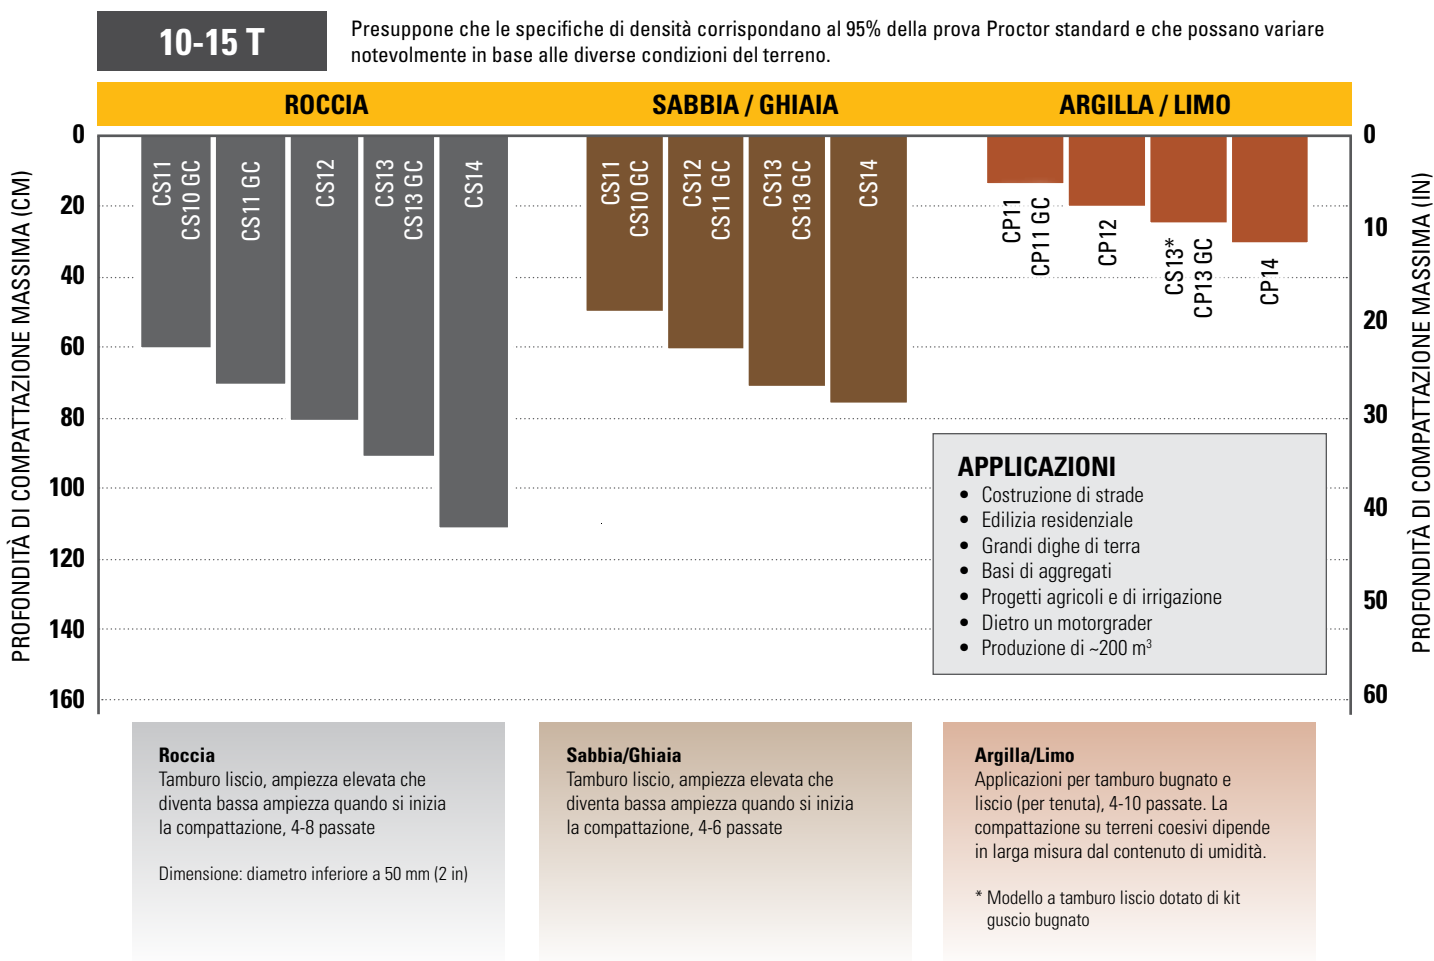 10-15 T
Presuppone che le specifiche di densità corrispondano al 95% della prova Proctor standard e che possano variare
notevolmente in base alle diverse condizioni del terreno.
ROCCIA
SABBIA / GHIAIA
ARGILLA / LIMO
PROFONDITÀ DI COMPATTAZIONE MASSIMA (CM)
0
20
40
60
80
100
120
140
160
CS11
CS10 GC
CS11 GC
CS12
CS13
CS13 GC
CS14
CS11
CS10 GC
CS12
CS11 GC
CS13
CS13 GC
CS14
CP11
CP11 GC
CP12
CS13*
CP13 GC
CP14
0
10
20
30
40
50
60
PROFONDITÀ DI COMPATTAZIONE MASSIMA (IN)
APPLICAZIONI
• Costruzione di strade
• Edilizia residenziale
• Grandi dighe di terra
• Basi di aggregati
• Progetti agricoli e di irrigazione
• Dietro un motorgrader
• Produzione di ~200 m³
Roccia
Tamburo liscio, ampiezza elevata che
diventa bassa ampiezza quando si inizia
la compattazione, 4-8 passate
Dimensione: diametro inferiore a 50 mm (2 in)
Sabbia/Ghiaia
Tamburo liscio, ampiezza elevata che
diventa bassa ampiezza quando si inizia
la compattazione, 4-6 passate
Argilla/Limo
Applicazioni per tamburo bugnato e
liscio (per tenuta), 4-10 passate. La
compattazione su terreni coesivi dipende
in larga misura dal contenuto di umidità.
* Modello a tamburo liscio dotato di kit
guscio bugnato